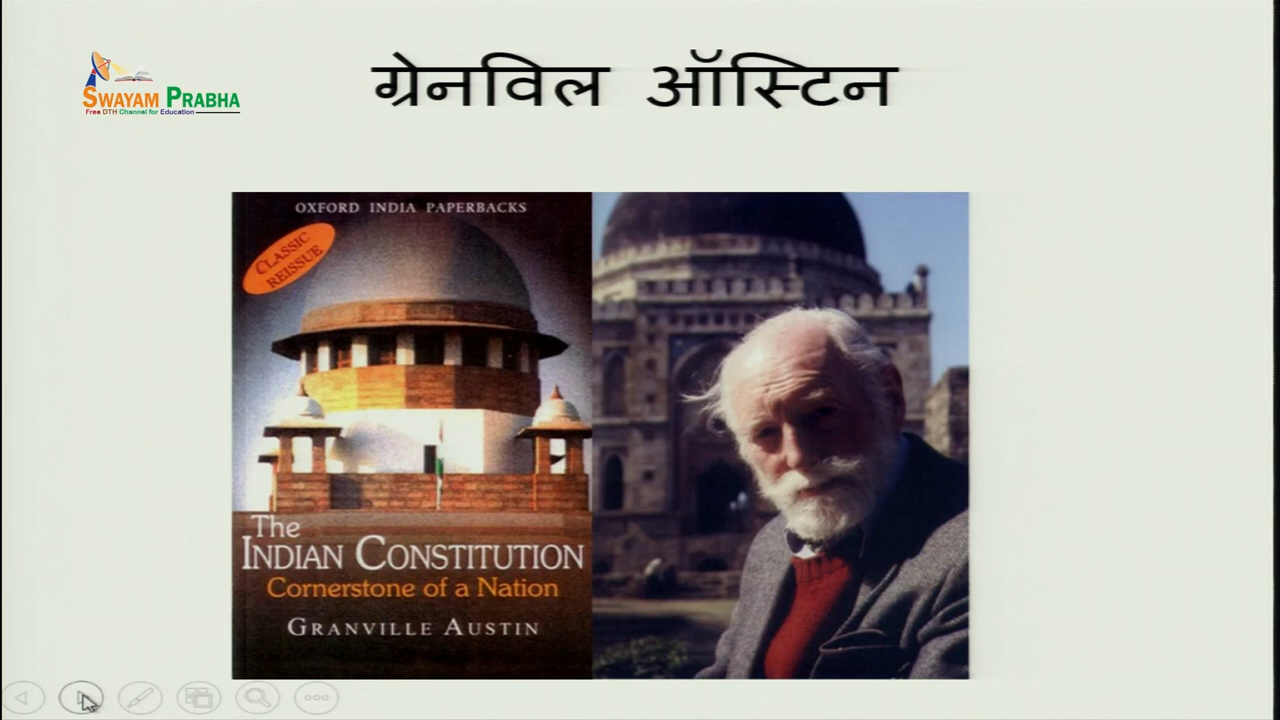 ग्रेनविल ऑस्टिन
SWAYAM PRABHA
Free DTH Channel for Education
OXFORD INDIA PAPERBACKS
CLASSIC
REISSUE
The
INDIAN CONSTITUTION
Cornerstone of a Nation
GRANVILLE AUSTIN